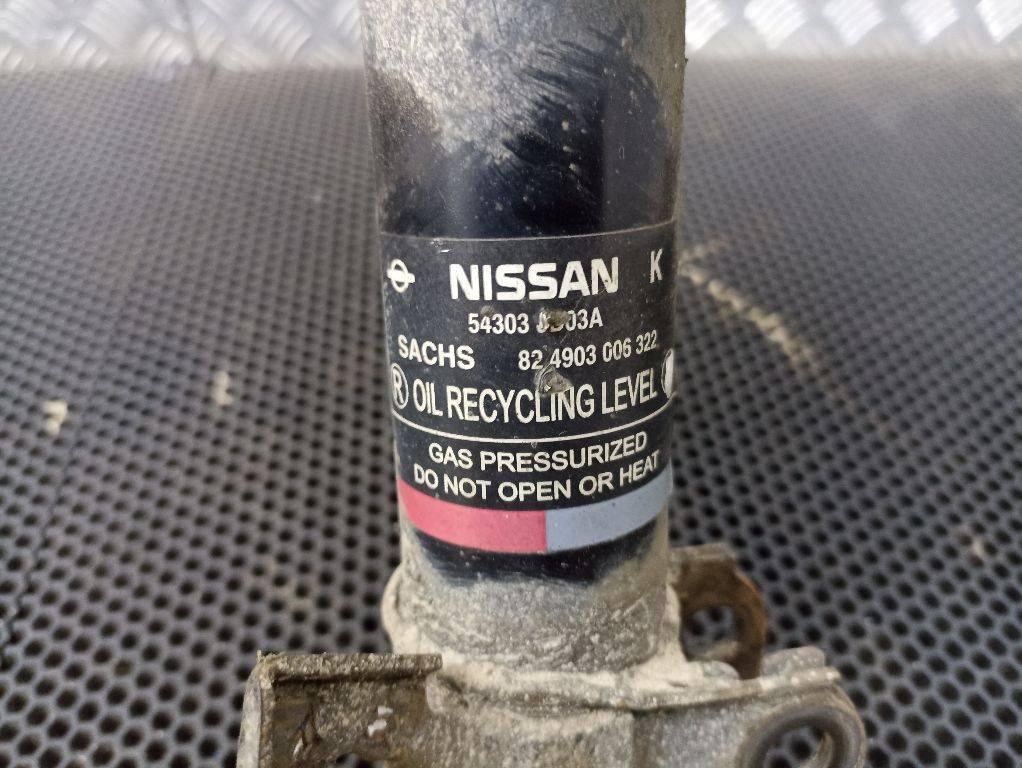 NISSAN K
54303
SACHS 82 4903 006 322
R OIL RECYCLING LEVEL
GAS PRESSURIZED
DO NOT OPEN OR HEAT